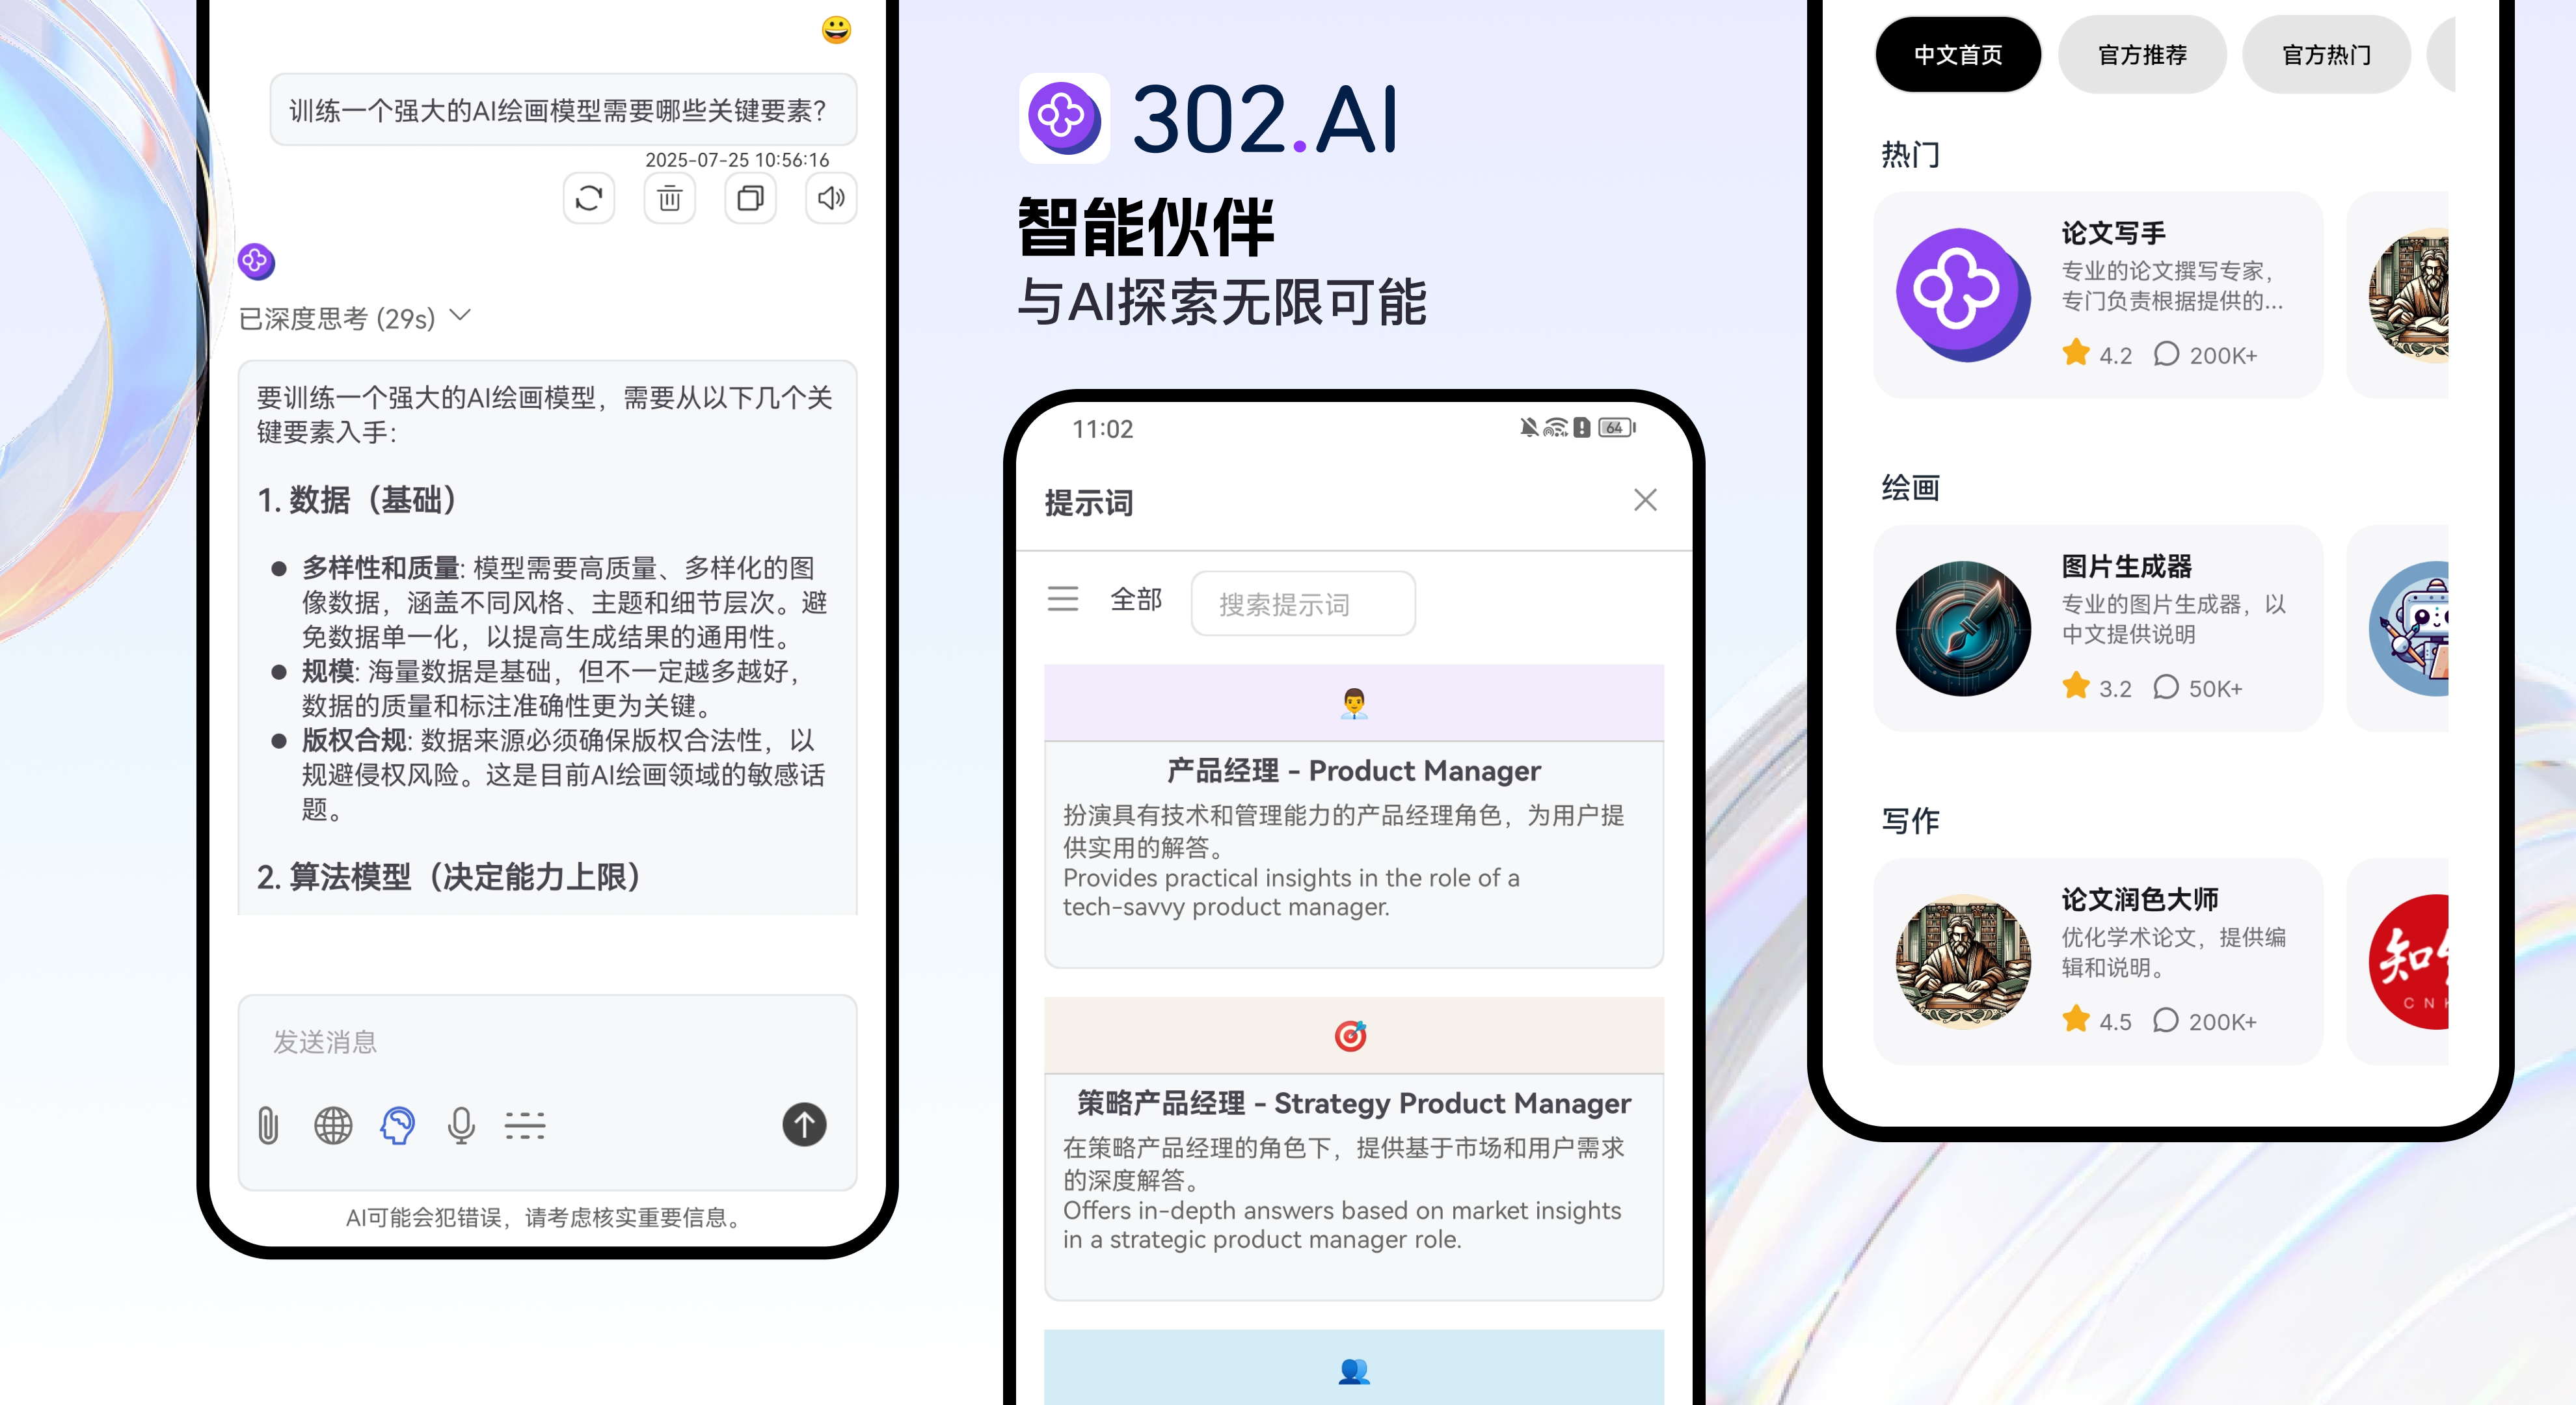 训练一个强大的AI绘画模型需要哪些关键要素?
2025-07-25 10:56:16
已深度思考 (29s)
要训练一个强大的AI绘画模型，需要从以下几个关
键要素入手：
1. 数据（基础）
多样性和质量: 模型需要高质量、多样化的图
像数据，涵盖不同风格、主题和细节层次。避
免数据单一化，以提高生成结果的通用性。
规模: 海量数据是基础，但不一定越多越好，
数据的质量和标注准确性更为关键。
版权合规: 数据来源必须确保版权合法性，以
规避侵权风险。这是目前AI绘画领域的敏感话
题。
2. 算法模型（决定能力上限）
发送消息
AI可能会犯错误，请考虑核实重要信息。
302.AI
智能伙伴
与AI探索无限可能
11:02
64
提示词
全部
搜索提示词
产品经理 - Product Manager
扮演具有技术和管理能力的产品经理角色，为用户提
供实用的解答。
Provides practical insights in the role of a
tech-savvy product manager.
策略产品经理 - Strategy Product Manager
在策略产品经理的角色下，提供基于市场和用户需求
的深度解答。
Offers in-depth answers based on market insights
in a strategic product manager role.
中文首页
官方推荐
官方热门
热门
论文写手
专业的论文撰写专家，
专门负责根据提供的...
4.2
200K+
绘画
图片生成器
专业的图片生成器，以
中文提供说明
3.2
50K+
写作
论文润色大师
优化学术论文，提供编
辑和说明。
4.5
200K+
知
CN